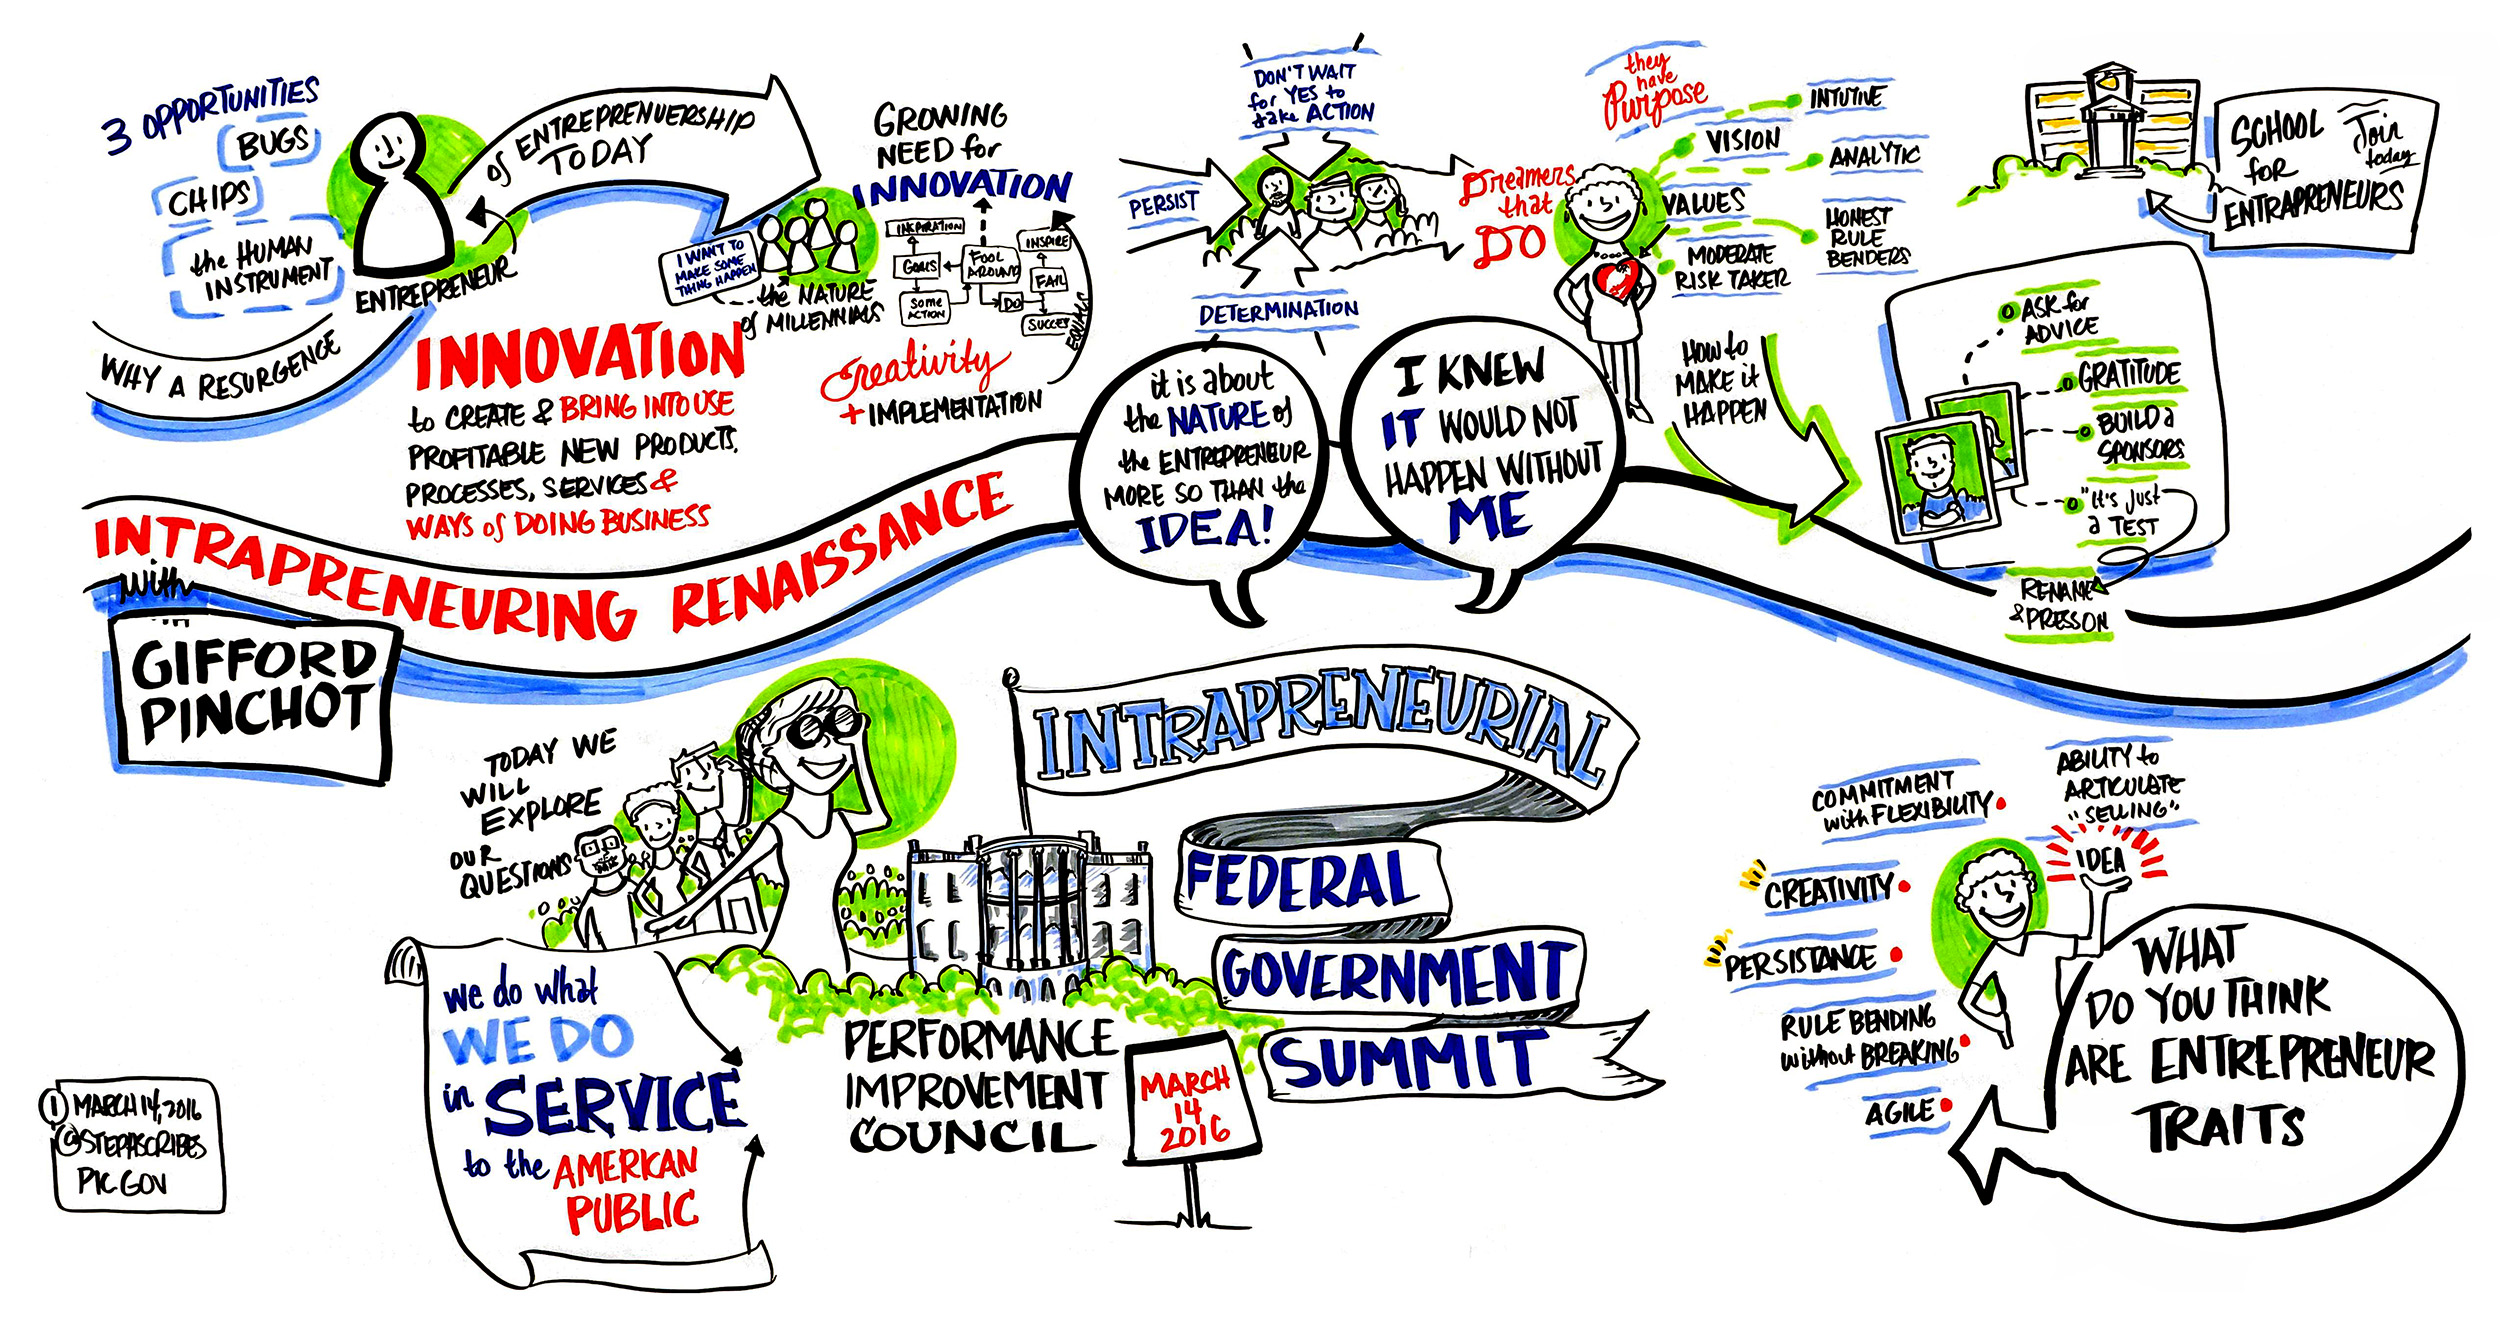 3 OPPORTUNITIES
BUGS
CHIPS
the HUMAN
INSTRUMENT
ENTREPRENEUR
WHY A RESURGENCE
of ENTREPRENUERSHIP
TODAY
I WANT TO
MAKE SOME
THING HAPPEN
the NATURE
of MILLENNIALS
GROWING
NEED for
INNOVATION
INSPIRATION
GOALS
SOME
ACTION
FOOL
AROUND
DO
INSPIRE
FAIL
SUCCESS
EQUALS
Creativity
+ IMPLEMENTATION
INNOVATION
to CREATE & BRING INTO USE
PROFITABLE NEW PRODUCTS,
PROCESSES, SERVICES &
WAYS of DOING BUSINESS
INTRAPRENEURING RENAISSANCE
with
GIFFORD
PINCHOT
DON'T WAIT
for YES to
take ACTION
PERSIST
DETERMINATION
Dreamers
that
DO
they
have
Purpose
VISION
INTUTIVE
ANALYTIC
VALUES
HONEST
RULE
BENDERS
MODERATE
RISK TAKER
it is about
the NATURE of
the ENTREPRENEUR
MORE SO THAN the
IDEA!
I KNEW
IT WOULD NOT
HAPPEN WITHOUT
ME
HOW to
MAKE it
HAPPEN
SCHOOL
for
ENTRAPRENEURS
Join
today
ASK for
ADVICE
GRATITUDE
BUILD a
SPONSORS
"It's just
a TEST
RENAME
& PRESS ON
TODAY WE
WILL
EXPLORE
OUR
QUESTIONS
we do what
WE DO
in SERVICE
to the AMERICAN
PUBLIC
INTRAPRENEURIAL
FEDERAL
GOVERNMENT
SUMMIT
PERFORMANCE
IMPROVEMENT
COUNCIL
MARCH
14
2016
1 MARCH 14, 2016
@STEPPSCRIBES
PIC GOV
COMMITMENT
with FLEXIBILITY
ABILITY to
ARTICULATE
"SELLING"
IDEA
CREATIVITY
PERSISTANCE
RULE BENDING
without BREAKING
AGILE
WHAT
DO YOU THINK
ARE ENTREPRENEUR
TRAITS